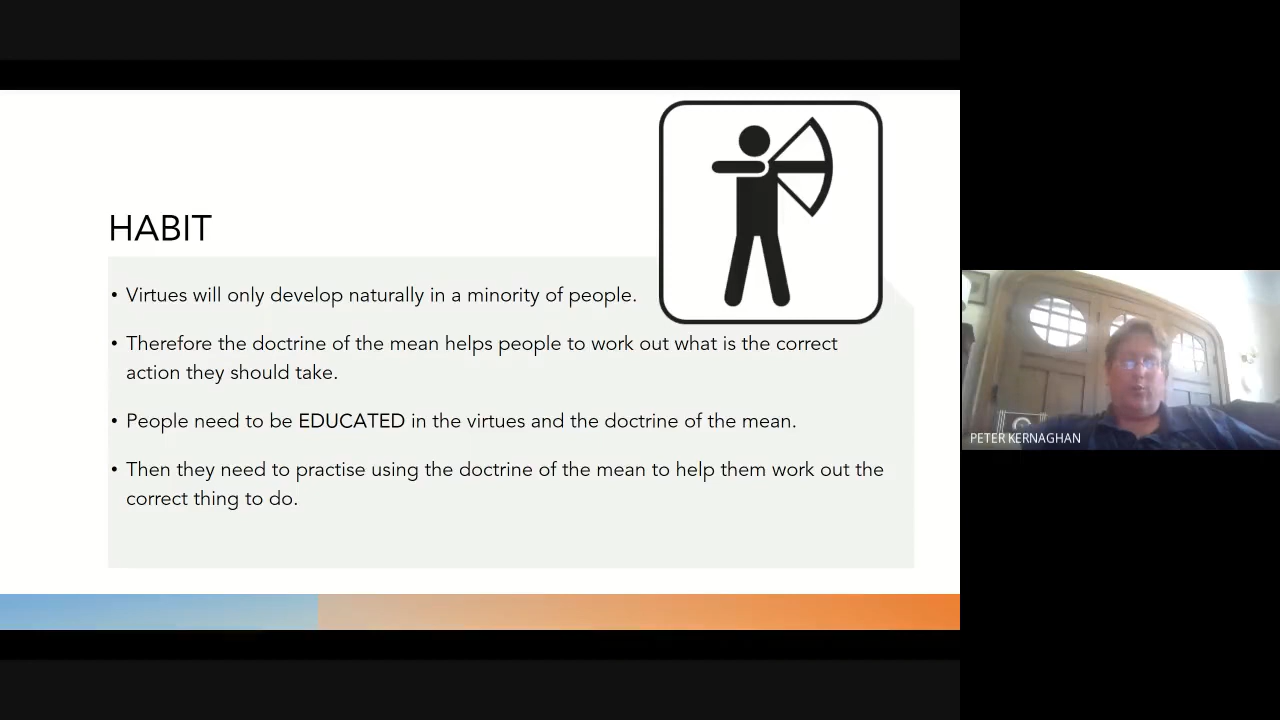 HABIT
• Virtues will only develop naturally in a minority of people.
• Therefore the doctrine of the mean helps people to work out what is the correct
action they should take.
• People need to be EDUCATED in the virtues and the doctrine of the mean.
• Then they need to practise using the doctrine of the mean to help them work out the
correct thing to do.
PETER KERNAGHAN